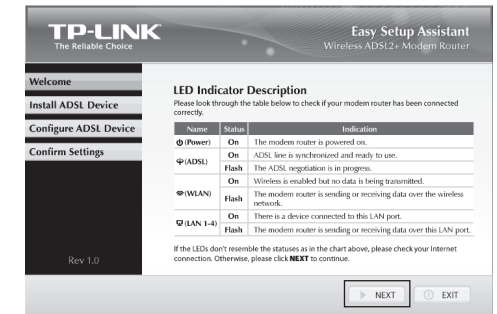 TP-LINK
The Reliable Choice
Easy Setup Assistant
Wireless ADSL2+ Modem Router
Welcome
Install ADSL Device
Configure ADSL Device
Confirm Settings
Rev 1.0
LED Indicator Description
Please look through the table below to check if your modem router has been connected
correctly.
Name Status Indication
(Power) On The modem router is powered on.
(ADSL) On ADSL line is synchronized and ready to use.
Flash The ADSL negotiation is in progress.
(WLAN) On Wireless is enabled but no data is being transmitted.
Flash The modem router is sending or receiving data over the wireless
network.
(LAN 1-4) On There is a device connected to this LAN port.
Flash The modem router is sending or receiving data over this LAN port.
If the LEDs don't resemble the statuses as in the chart above, please check your Internet
connection. Otherwise, please click NEXT to continue.
NEXT
EXIT